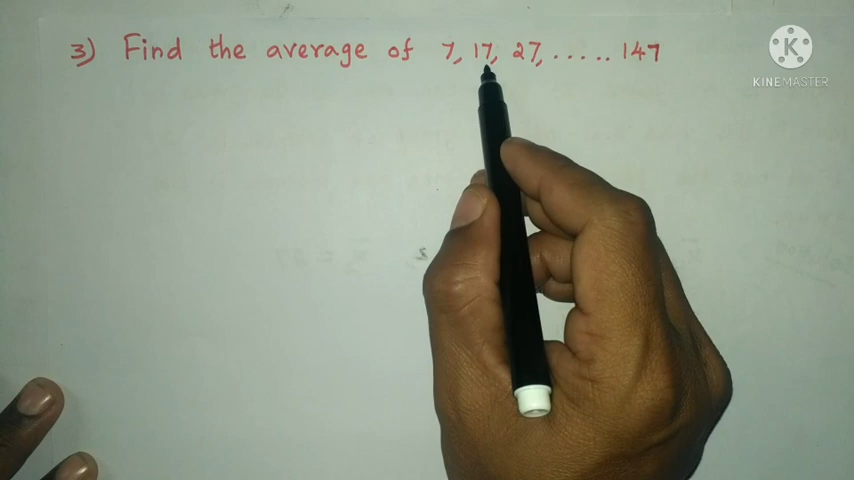 3) Find the average of 7, 17, 27, ..... 147
KINEMASTER